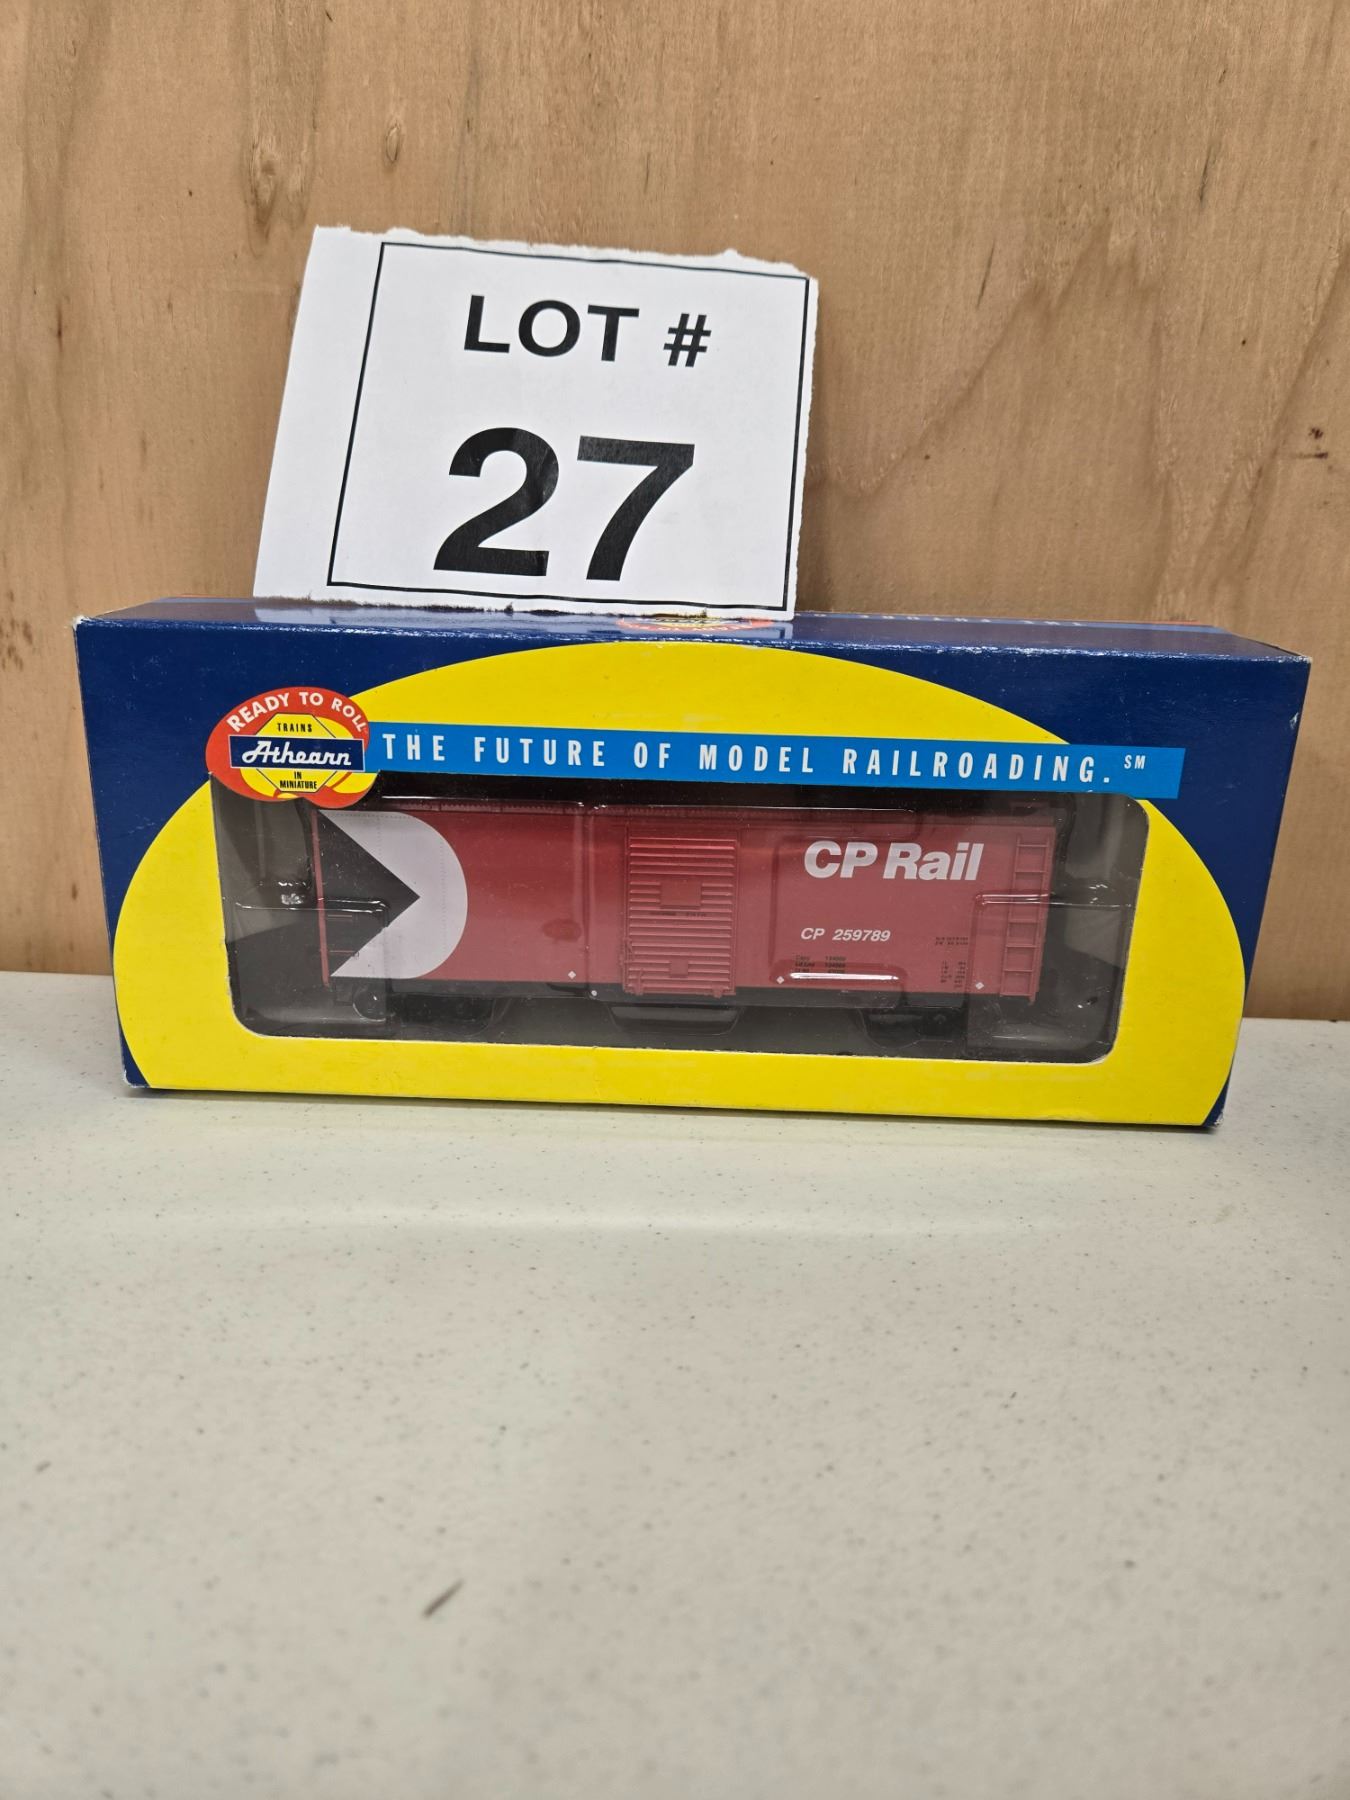 LOT #
27
READY TO ROLL
TRAINS
Athearn
IN
MINIATURE
THE FUTURE OF MODEL RAILROADING.SM
CP Rail
CP 259789